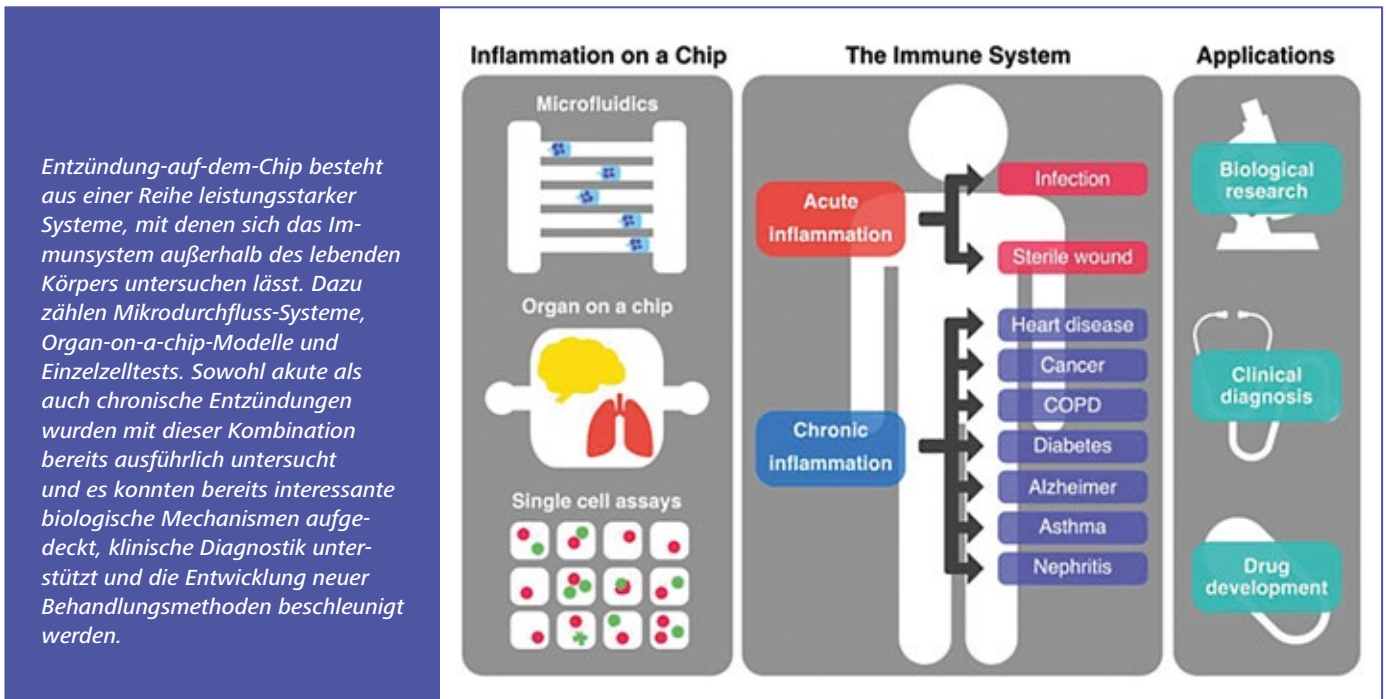 Entzündung-auf-dem-Chip besteht
aus einer Reihe leistungsstarker
Systeme, mit denen sich das Im-
munsystem außerhalb des lebenden
Körpers untersuchen lässt. Dazu
zählen Mikrodurchfluss-Systeme,
Organ-on-a-chip-Modelle und
Einzelzelltests. Sowohl akute als
auch chronische Entzündungen
wurden mit dieser Kombination
bereits ausführlich untersucht
und es konnten bereits interessante
biologische Mechanismen aufge-
deckt, klinische Diagnostik unter-
stützt und die Entwicklung neuer
Behandlungsmethoden beschleunigt
werden.
Inflammation on a Chip
Microfluidics
Organ on a chip
Single cell assays
The Immune System
Acute
inflammation
Infection
Sterile wound
Chronic
inflammation
Heart disease
Cancer
COPD
Diabetes
Alzheimer
Asthma
Nephritis
Applications
Biological
research
Clinical
diagnosis
Drug
development